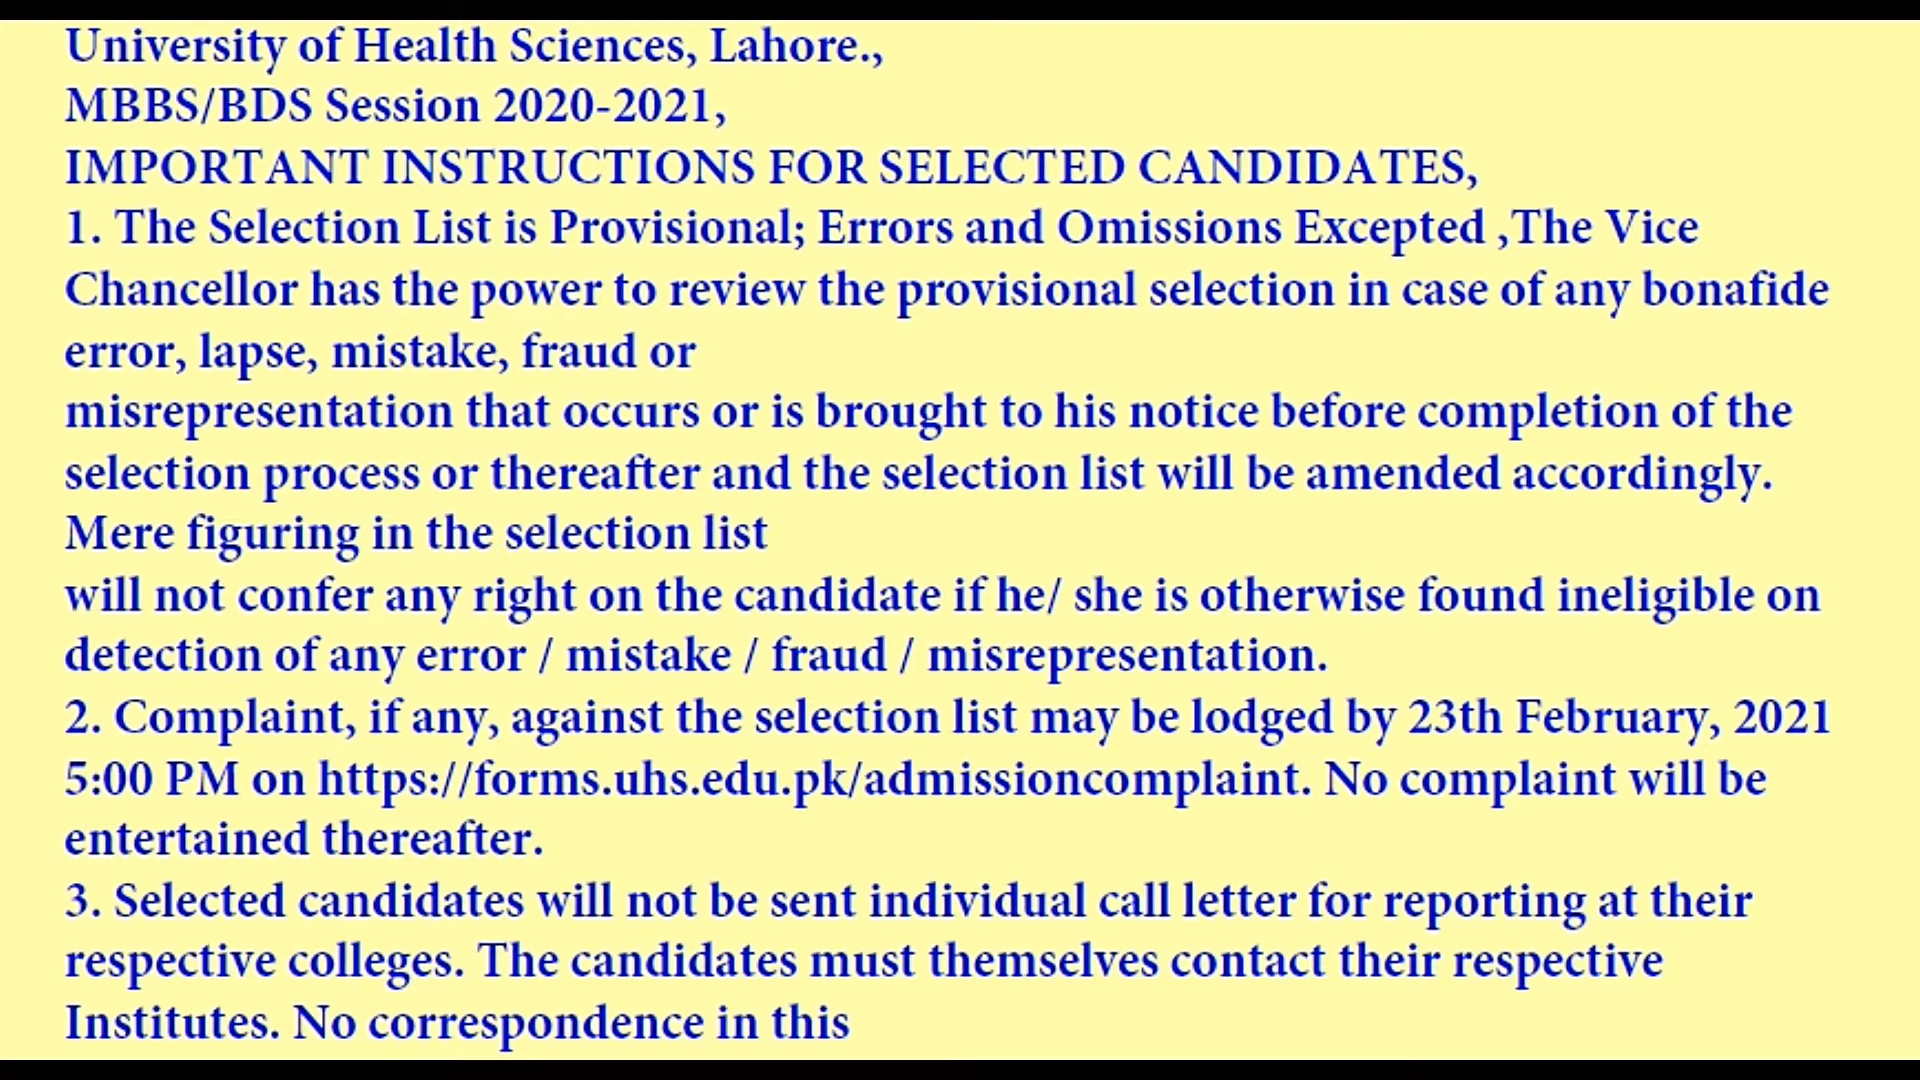 University of Health Sciences, Lahore.,
MBBS/BDS Session 2020-2021,
IMPORTANT INSTRUCTIONS FOR SELECTED CANDIDATES,
1. The Selection List is Provisional; Errors and Omissions Excepted ,The Vice
Chancellor has the power to review the provisional selection in case of any bonafide
error, lapse, mistake, fraud or
misrepresentation that occurs or is brought to his notice before completion of the
selection process or thereafter and the selection list will be amended accordingly.
Mere figuring in the selection list
will not confer any right on the candidate if he/ she is otherwise found ineligible on
detection of any error / mistake / fraud / misrepresentation.
2. Complaint, if any, against the selection list may be lodged by 23th February, 2021
5:00 PM on https://forms.uhs.edu.pk/admissioncomplaint. No complaint will be
entertained thereafter.
3. Selected candidates will not be sent individual call letter for reporting at their
respective colleges. The candidates must themselves contact their respective
Institutes. No correspondence in this